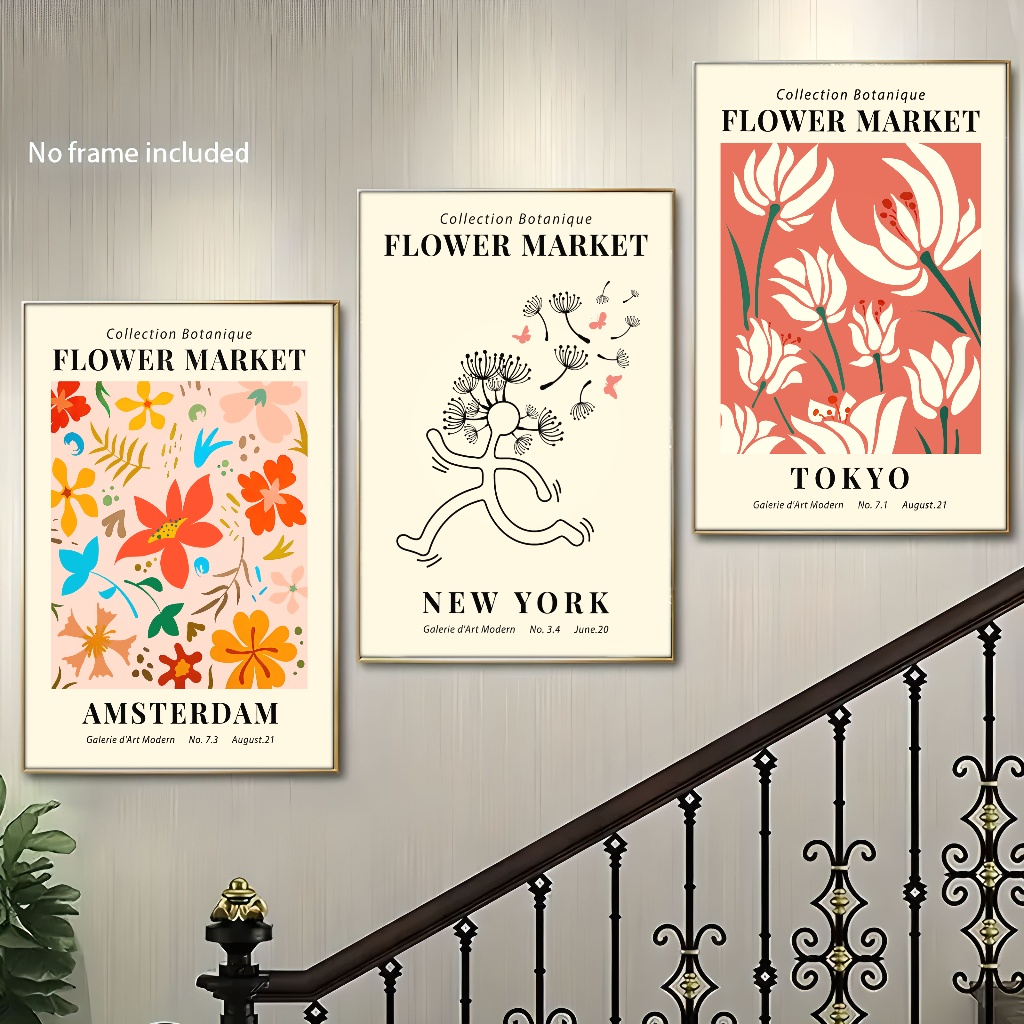 No frame included
Collection Botanique
FLOWER MARKET
AMSTERDAM
Galerie d'Art Modern No. 7.3 August.21
Collection Botanique
FLOWER MARKET
NEW YORK
Galerie d'Art Modern No. 3.4 June.20
Collection Botanique
FLOWER MARKET
TOKYO
Galerie d'Art Modern No. 7.1 August.21